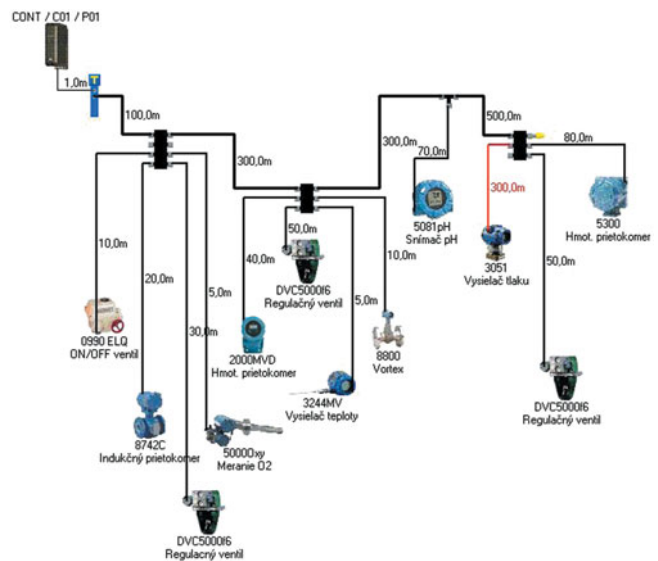 CONT / C01 / P01
1,0m
T
100,0m
300,0m
300,0m
70,0m
500,0m
80,0m
300,0m
50,0m
10,0m
20,0m
30,0m
5,0m
40,0m
50,0m
5,0m
10,0m
5081pH
Snímač pH
5300
Hmot. prietokomer
3051
Vysielač tlaku
DVC5000f6
Regulačný ventil
0990 ELQ
ON/OFF ventil
2000MVD
Hmot. prietokomer
8800
Vortex
3244MV
Vysielač teploty
DVC5000f6
Regulačný ventil
8742C
Indukčný prietokomer
5000Oxy
Meranie O2
DVC5000f6
Regulačný ventil